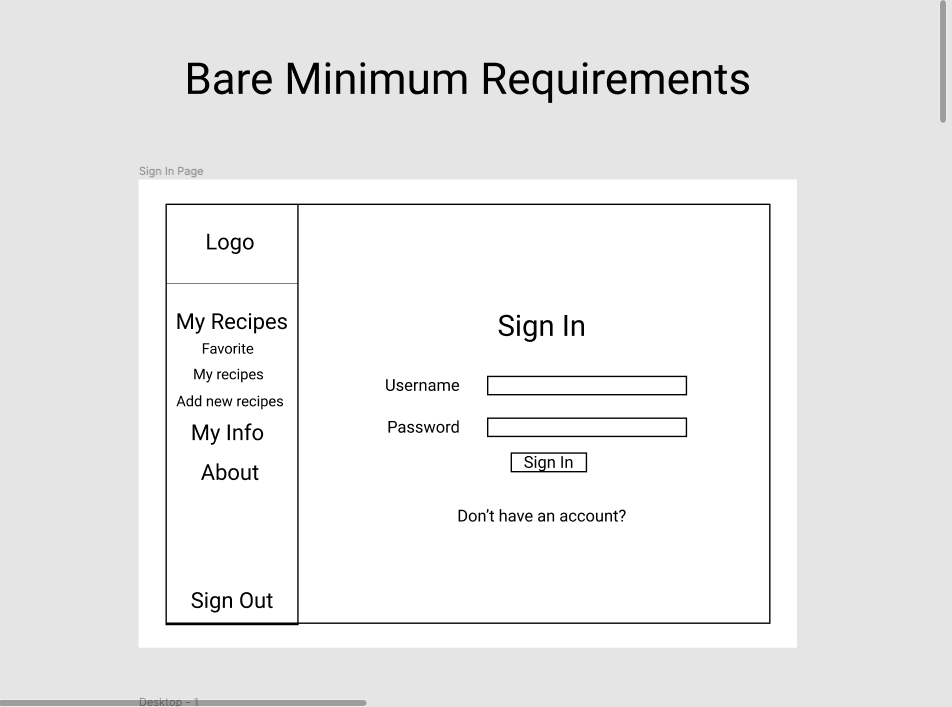 Bare Minimum Requirements
Sign In Page
Logo
My Recipes
Favorite
My recipes
Add new recipes
My Info
About
Sign Out
Sign In
Username
Password
Sign In
Don’t have an account?
Desktop - 1